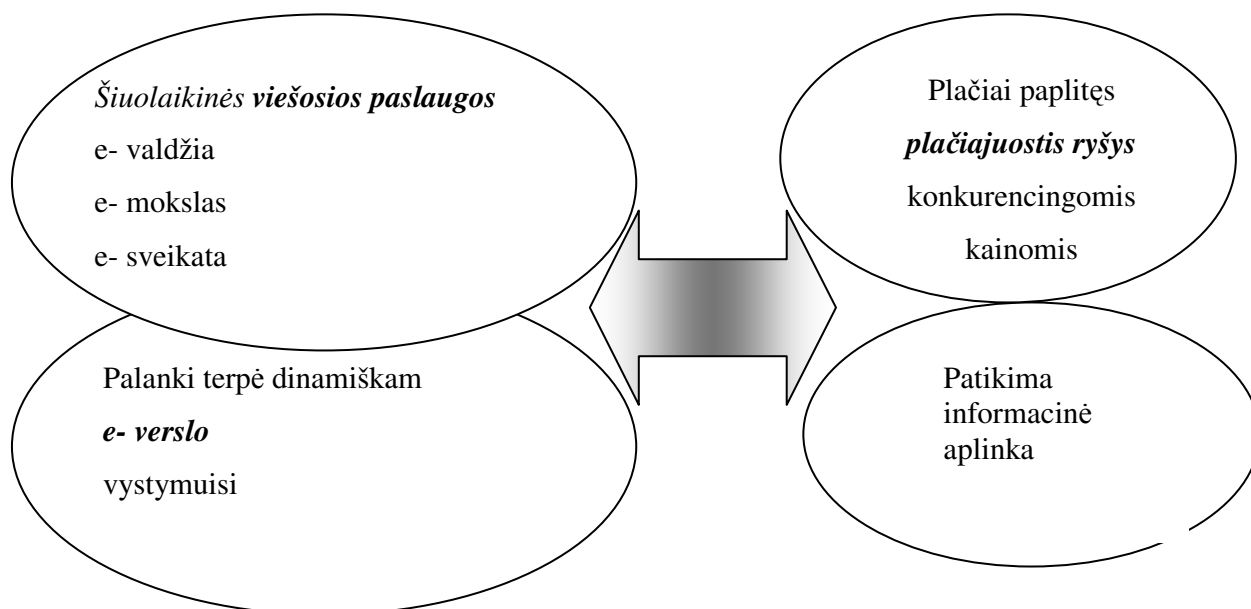 Šiuolaikinės viešosios paslaugos
e- valdžia
e- mokslas
e- sveikata
Palanki terpė dinamiškam
e- verslo
vystymuisi
Plačiai paplitęs
plačiajuostis ryšys
konkurencingomis
kainomis
Patikima
informacinė
aplinka